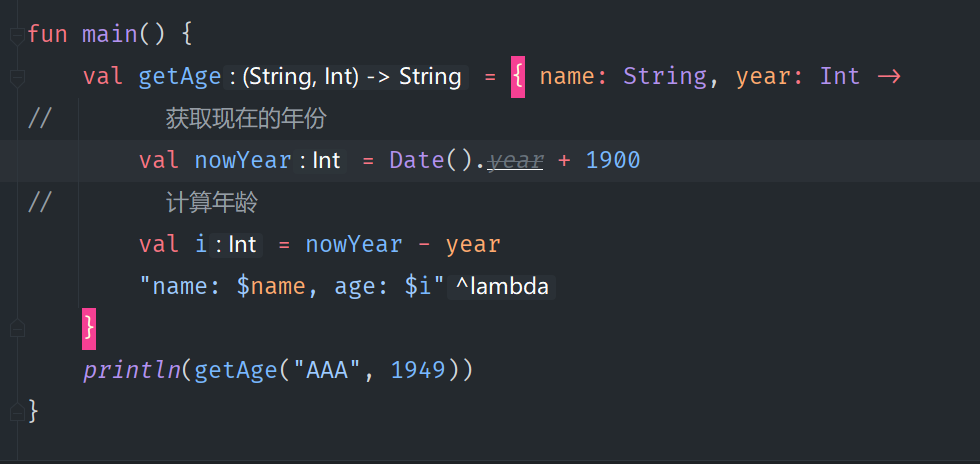 fun main() {
val getAge : (String, Int) -> String = { name: String, year: Int ->
// 获取现在的年份
val nowYear : Int = Date().year + 1900
// 计算年龄
val i : Int = nowYear - year
"name: $name, age: $i" ^lambda
}
println(getAge("AAA", 1949))
}